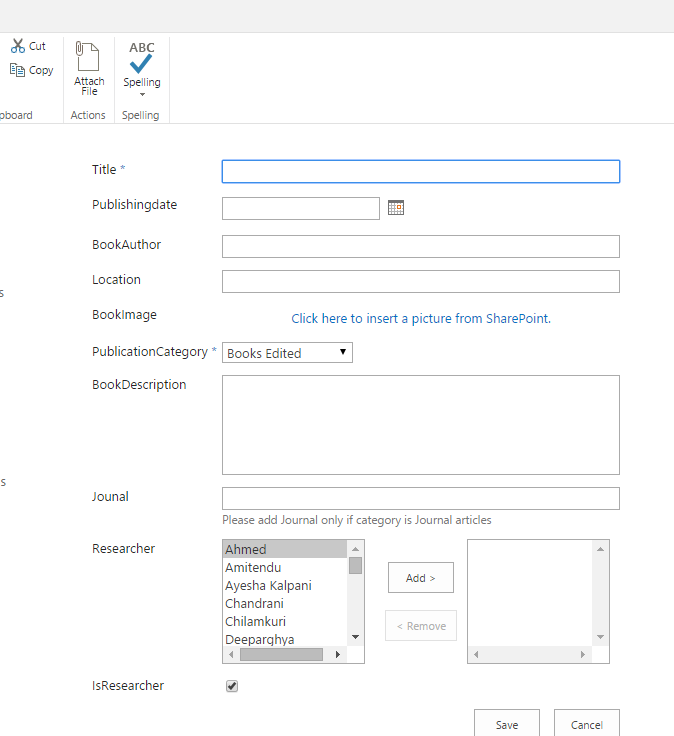 Cut
Copy
ABC
Attach
File
Spelling
pboard
Actions
Spelling
Title *
Publishingdate
BookAuthor
Location
s
BookImage
Click here to insert a picture from SharePoint.
PublicationCategory *
Books Edited
BookDescription
s
Jounal
Please add Journal only if category is Journal articles
Researcher
Ahmed
Amitendu
Ayesha Kalpani
Chandrani
Chilamkuri
Deeparghya
Add >
< Remove
IsResearcher
Save
Cancel